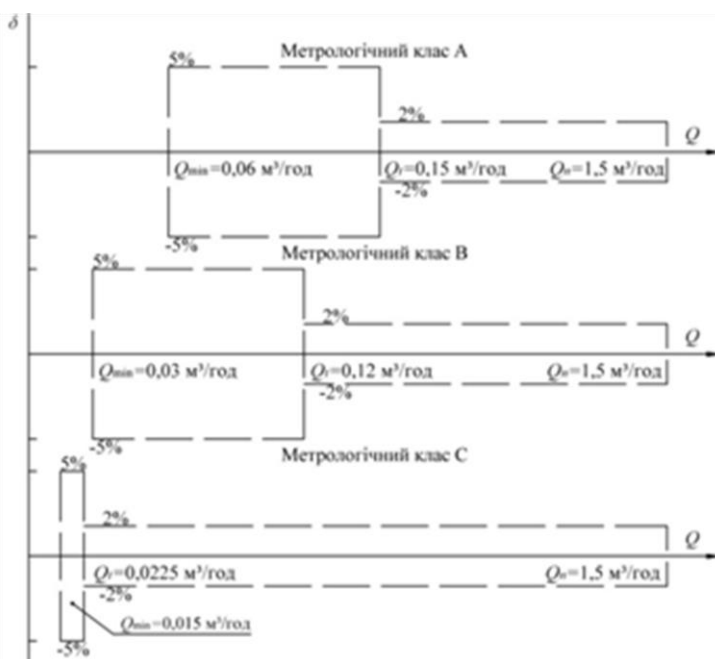 δ
Метрологічний клас А
5%
2%
Q
Qmin=0,06 м³/год
Qt=0,15 м³/год
Qn=1,5 м³/год
-2%
-5%
Метрологічний клас В
5%
2%
Q
Qmin=0,03 м³/год
Qt=0,12 м³/год
Qn=1,5 м³/год
-2%
-5%
Метрологічний клас С
5%
2%
Q
Qt=0,0225 м³/год
Qn=1,5 м³/год
-2%
Qmin=0,015 м³/год
-5%